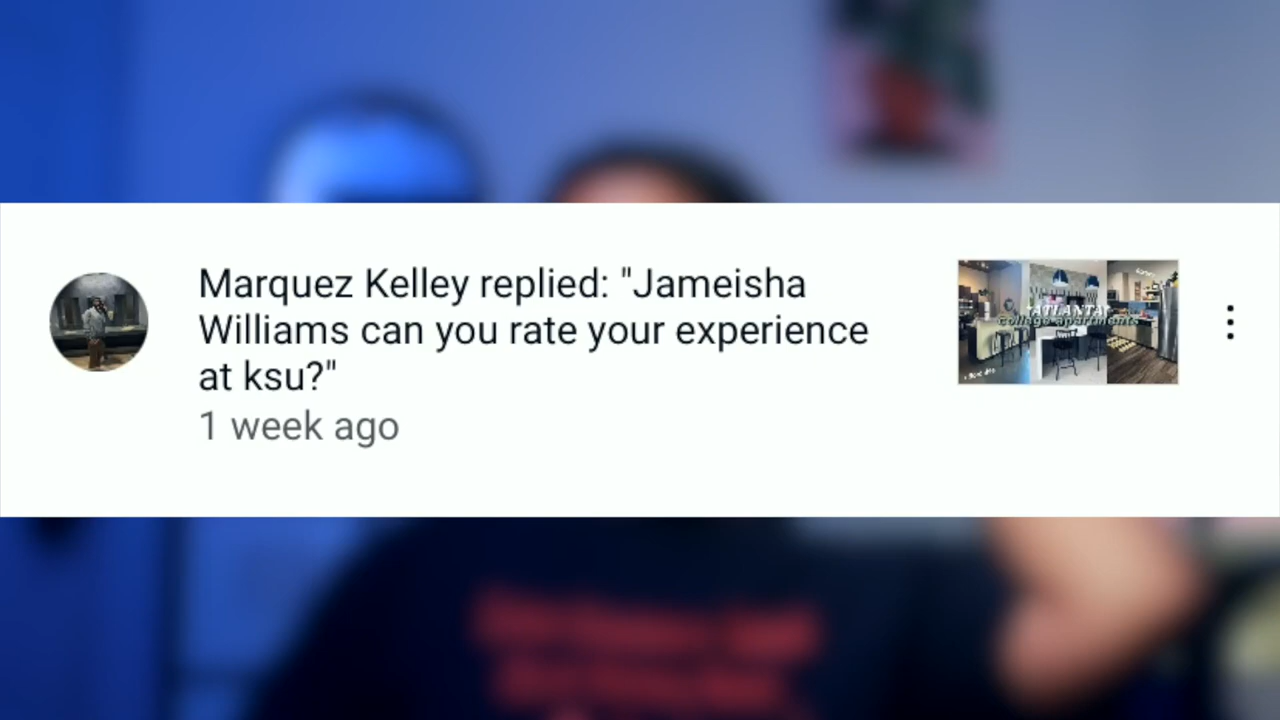 Marquez Kelley replied: "Jameisha
Williams can you rate your experience
at ksu?"
1 week ago
ATLANTA
college apartments